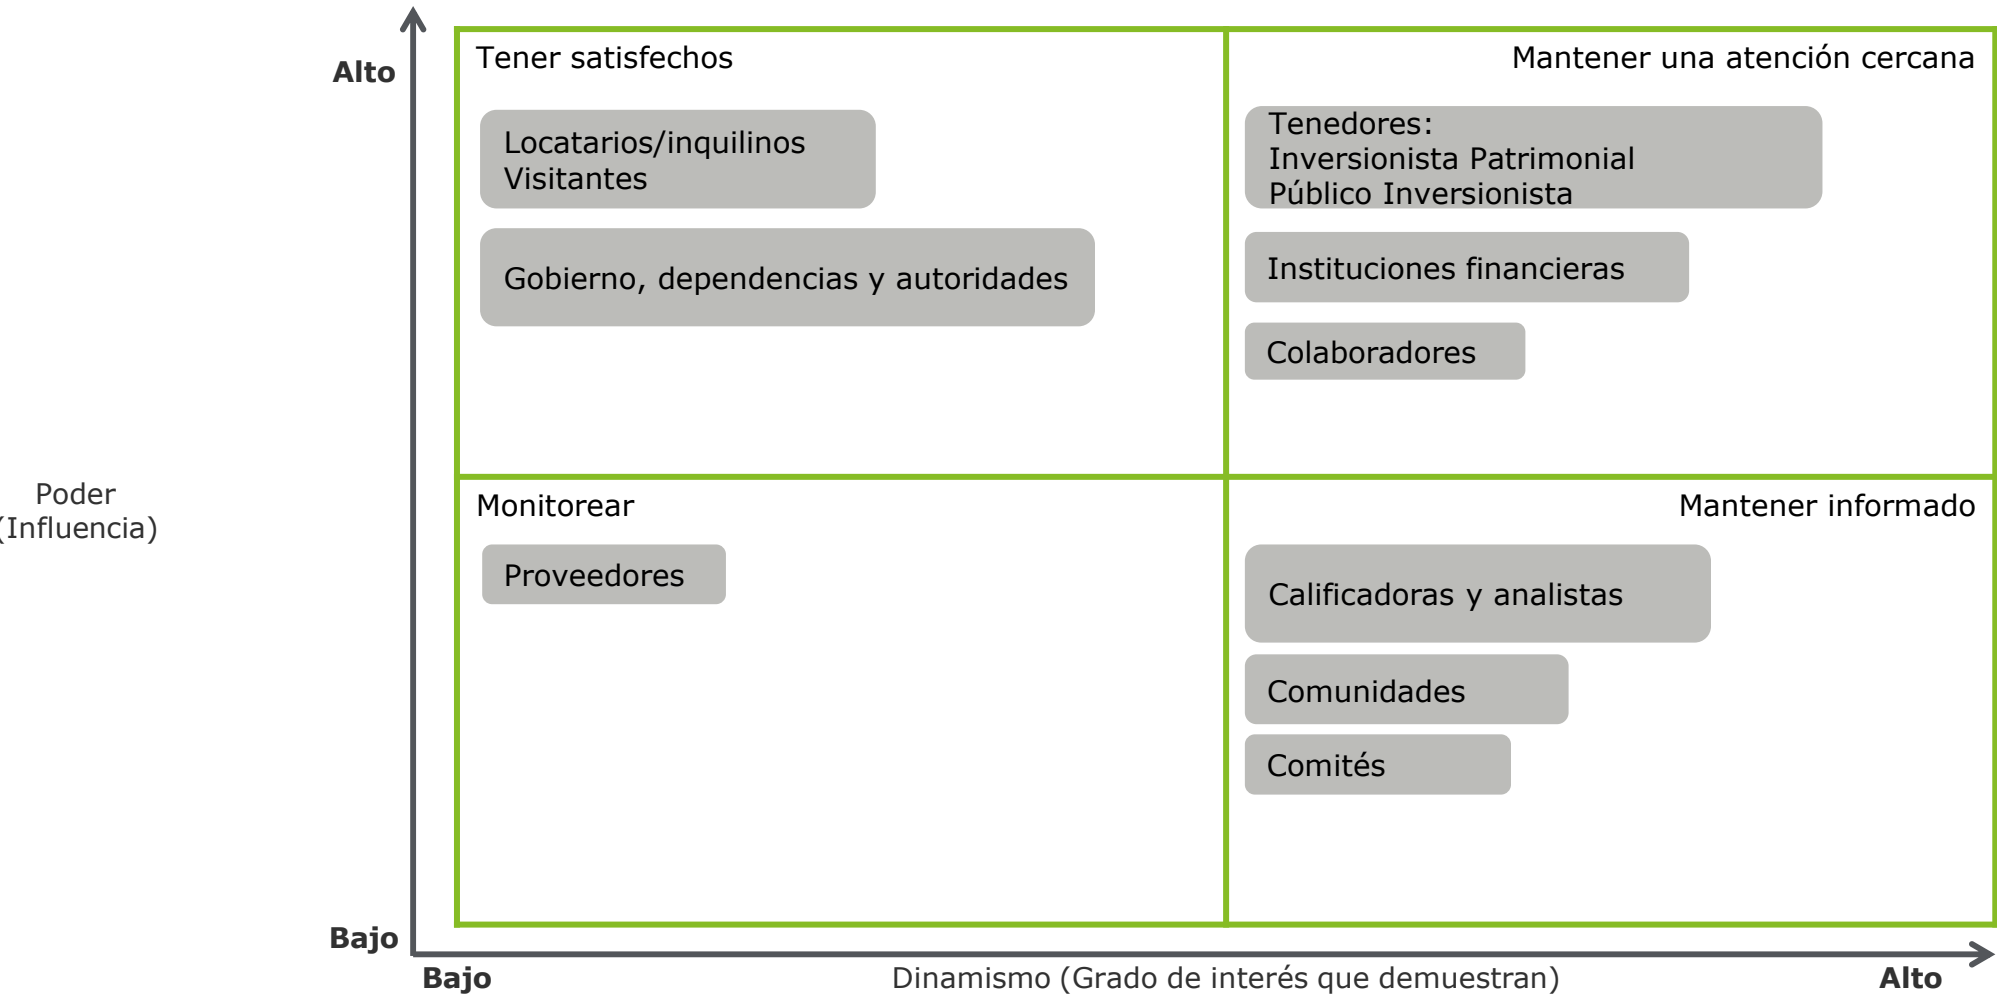 Alto
Tener satisfechos
Locatarios/inquilinos
Visitantes
Gobierno, dependencias y autoridades
Mantener una atención cercana
Tenedores:
Inversionista Patrimonial
Público Inversionista
Instituciones financieras
Colaboradores
Poder
(Influencia)
Monitorear
Proveedores
Mantener informado
Calificadoras y analistas
Comunidades
Comités
Bajo
Bajo
Dinamismo (Grado de interés que demuestran)
Alto